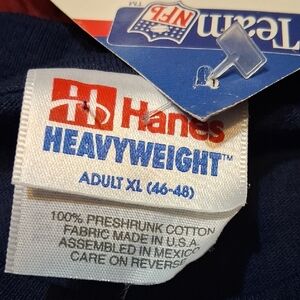 Team
NFL
TM
Hanes
HEAVYWEIGHT™
ADULT XL (46-48)
100% PRESHRUNK COTTON
FABRIC MADE IN U.S.A.
ASSEMBLED IN MEXICO
CARE ON REVERSE